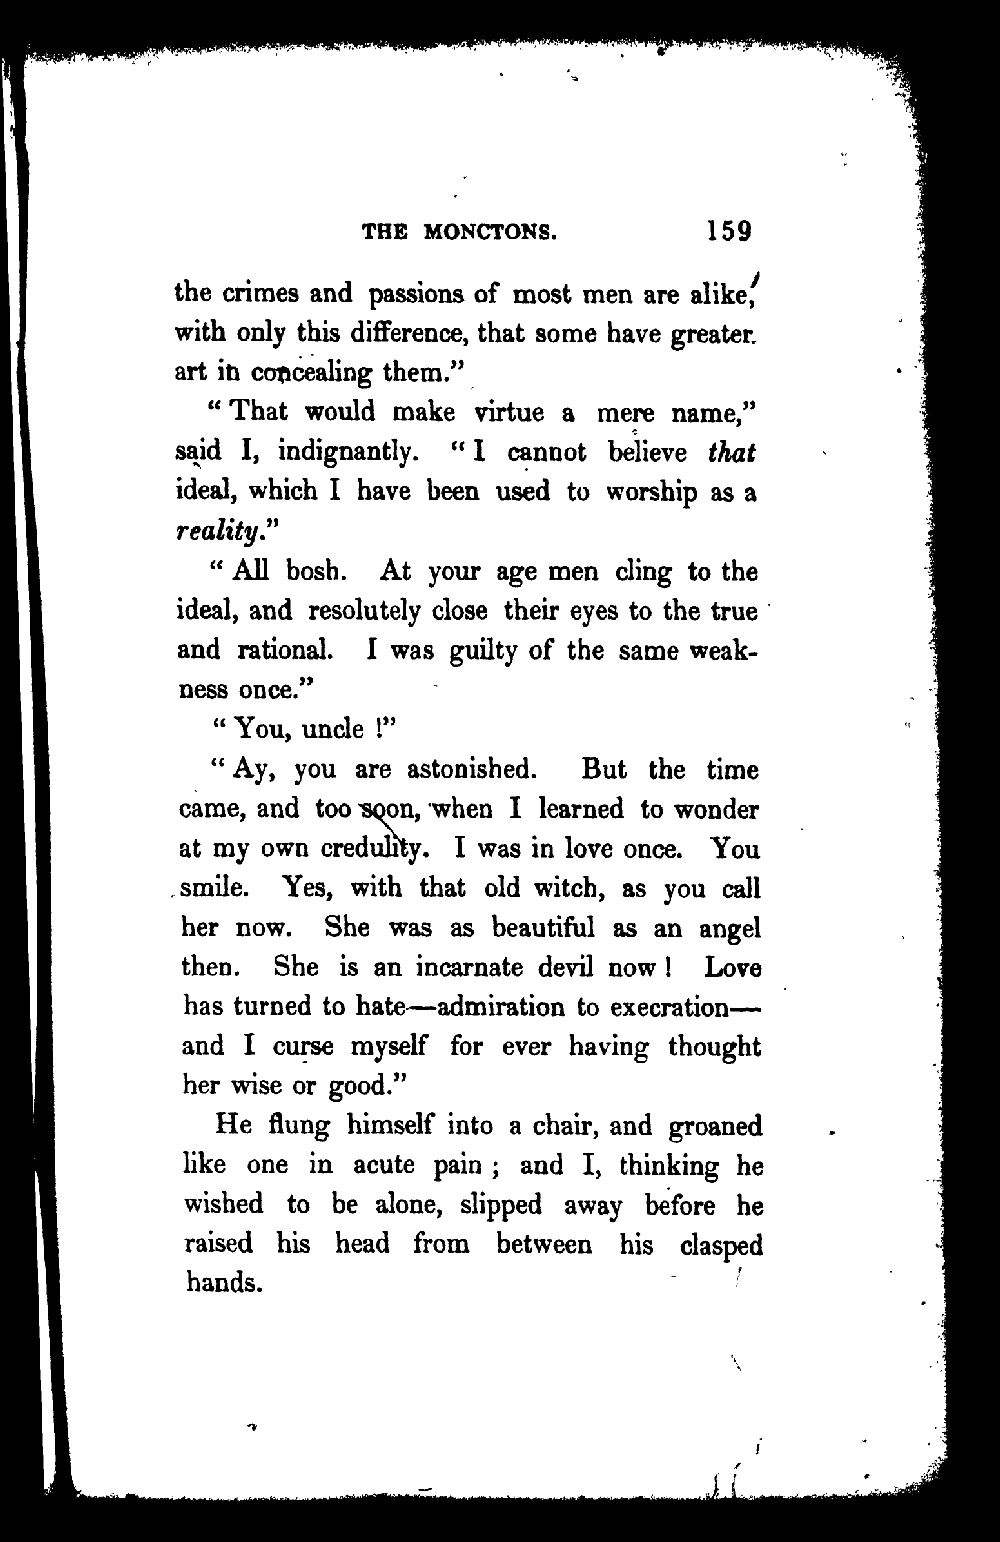 THE MONCTONS. 159
the crimes and passions of most men are alike,
with only this difference, that some have greater
art in concealing them.”
“ That would make virtue a mere name,”
said I, indignantly. “ I cannot believe that
ideal, which I have been used to worship as a
reality.”
“ All bosh. At your age men cling to the
ideal, and resolutely close their eyes to the true
and rational. I was guilty of the same weak-
ness once.”
“ You, uncle !”
“ Ay, you are astonished. But the time
came, and too soon, when I learned to wonder
at my own credulity. I was in love once. You
smile. Yes, with that old witch, as you call
her now. She was as beautiful as an angel
then. She is an incarnate devil now ! Love
has turned to hate—admiration to execration—
and I curse myself for ever having thought
her wise or good.”
He flung himself into a chair, and groaned
like one in acute pain ; and I, thinking he
wished to be alone, slipped away before he
raised his head from between his clasped
hands.